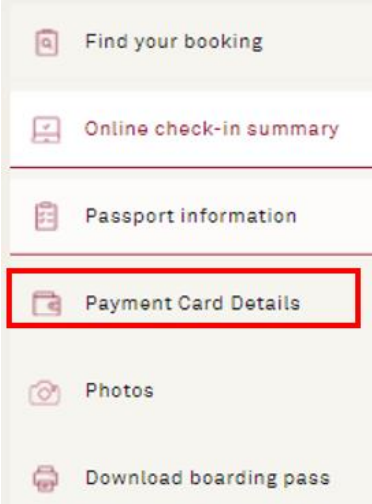 Find your booking
Online check-in summary
Passport information
Payment Card Details
Photos
Download boarding pass